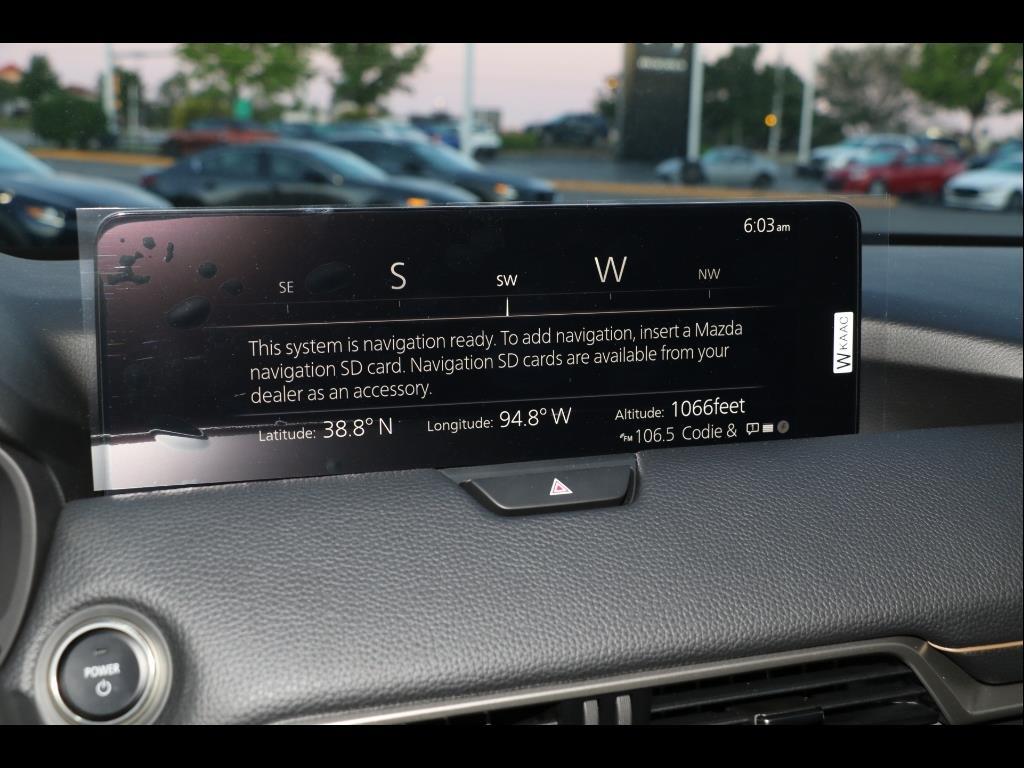 6:03am
SE S SW W NW
This system is navigation ready. To add navigation, insert a Mazda
navigation SD card. Navigation SD cards are available from your
dealer as an accessory.
Latitude: 38.8° N Longitude: 94.8° W Altitude: 1066feet
FM 106.5 Codie &
WKAAC
POWER